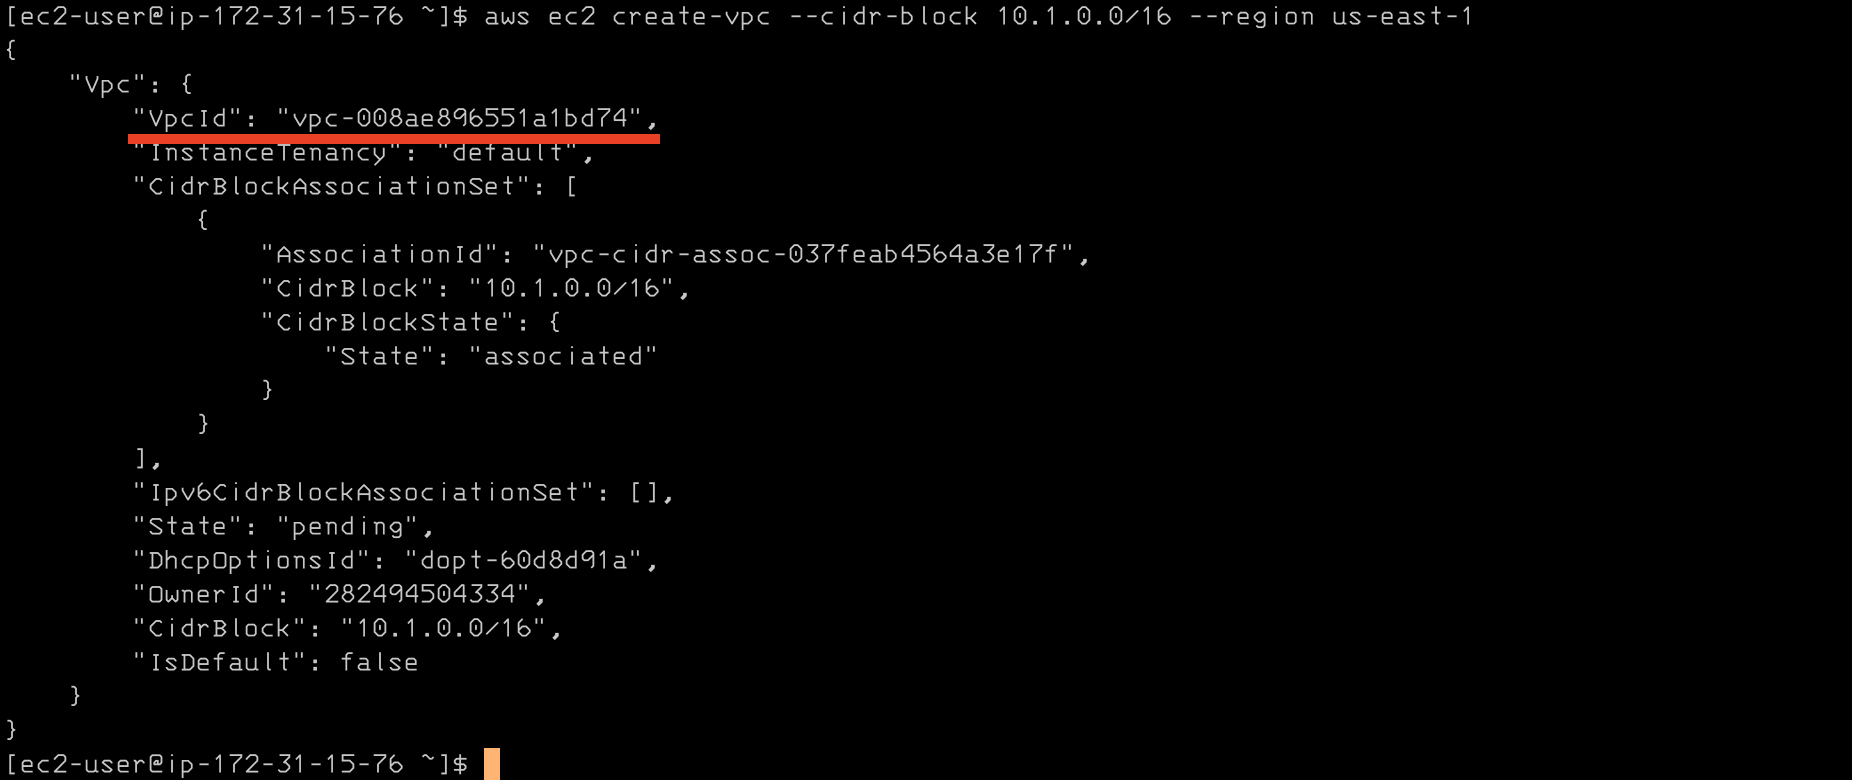 [ec2-user@ip-172-31-15-76 ~]$ aws ec2 create-vpc --cidr-block 10.1.0.0/16 --region us-east-1
{
    "Vpc": {
        "VpcId": "vpc-008ae896551a1bd74",
        "InstanceTenancy": "default",
        "CidrBlockAssociationSet": [
            {
                "AssociationId": "vpc-cidr-assoc-037feab4564a3e17f",
                "CidrBlock": "10.1.0.0/16",
                "CidrBlockState": {
                    "State": "associated"
                }
            }
        ],
        "Ipv6CidrBlockAssociationSet": [],
        "State": "pending",
        "DhcpOptionsId": "dopt-60d8d91a",
        "OwnerId": "282494504334",
        "CidrBlock": "10.1.0.0/16",
        "IsDefault": false
    }
}
[ec2-user@ip-172-31-15-76 ~]$